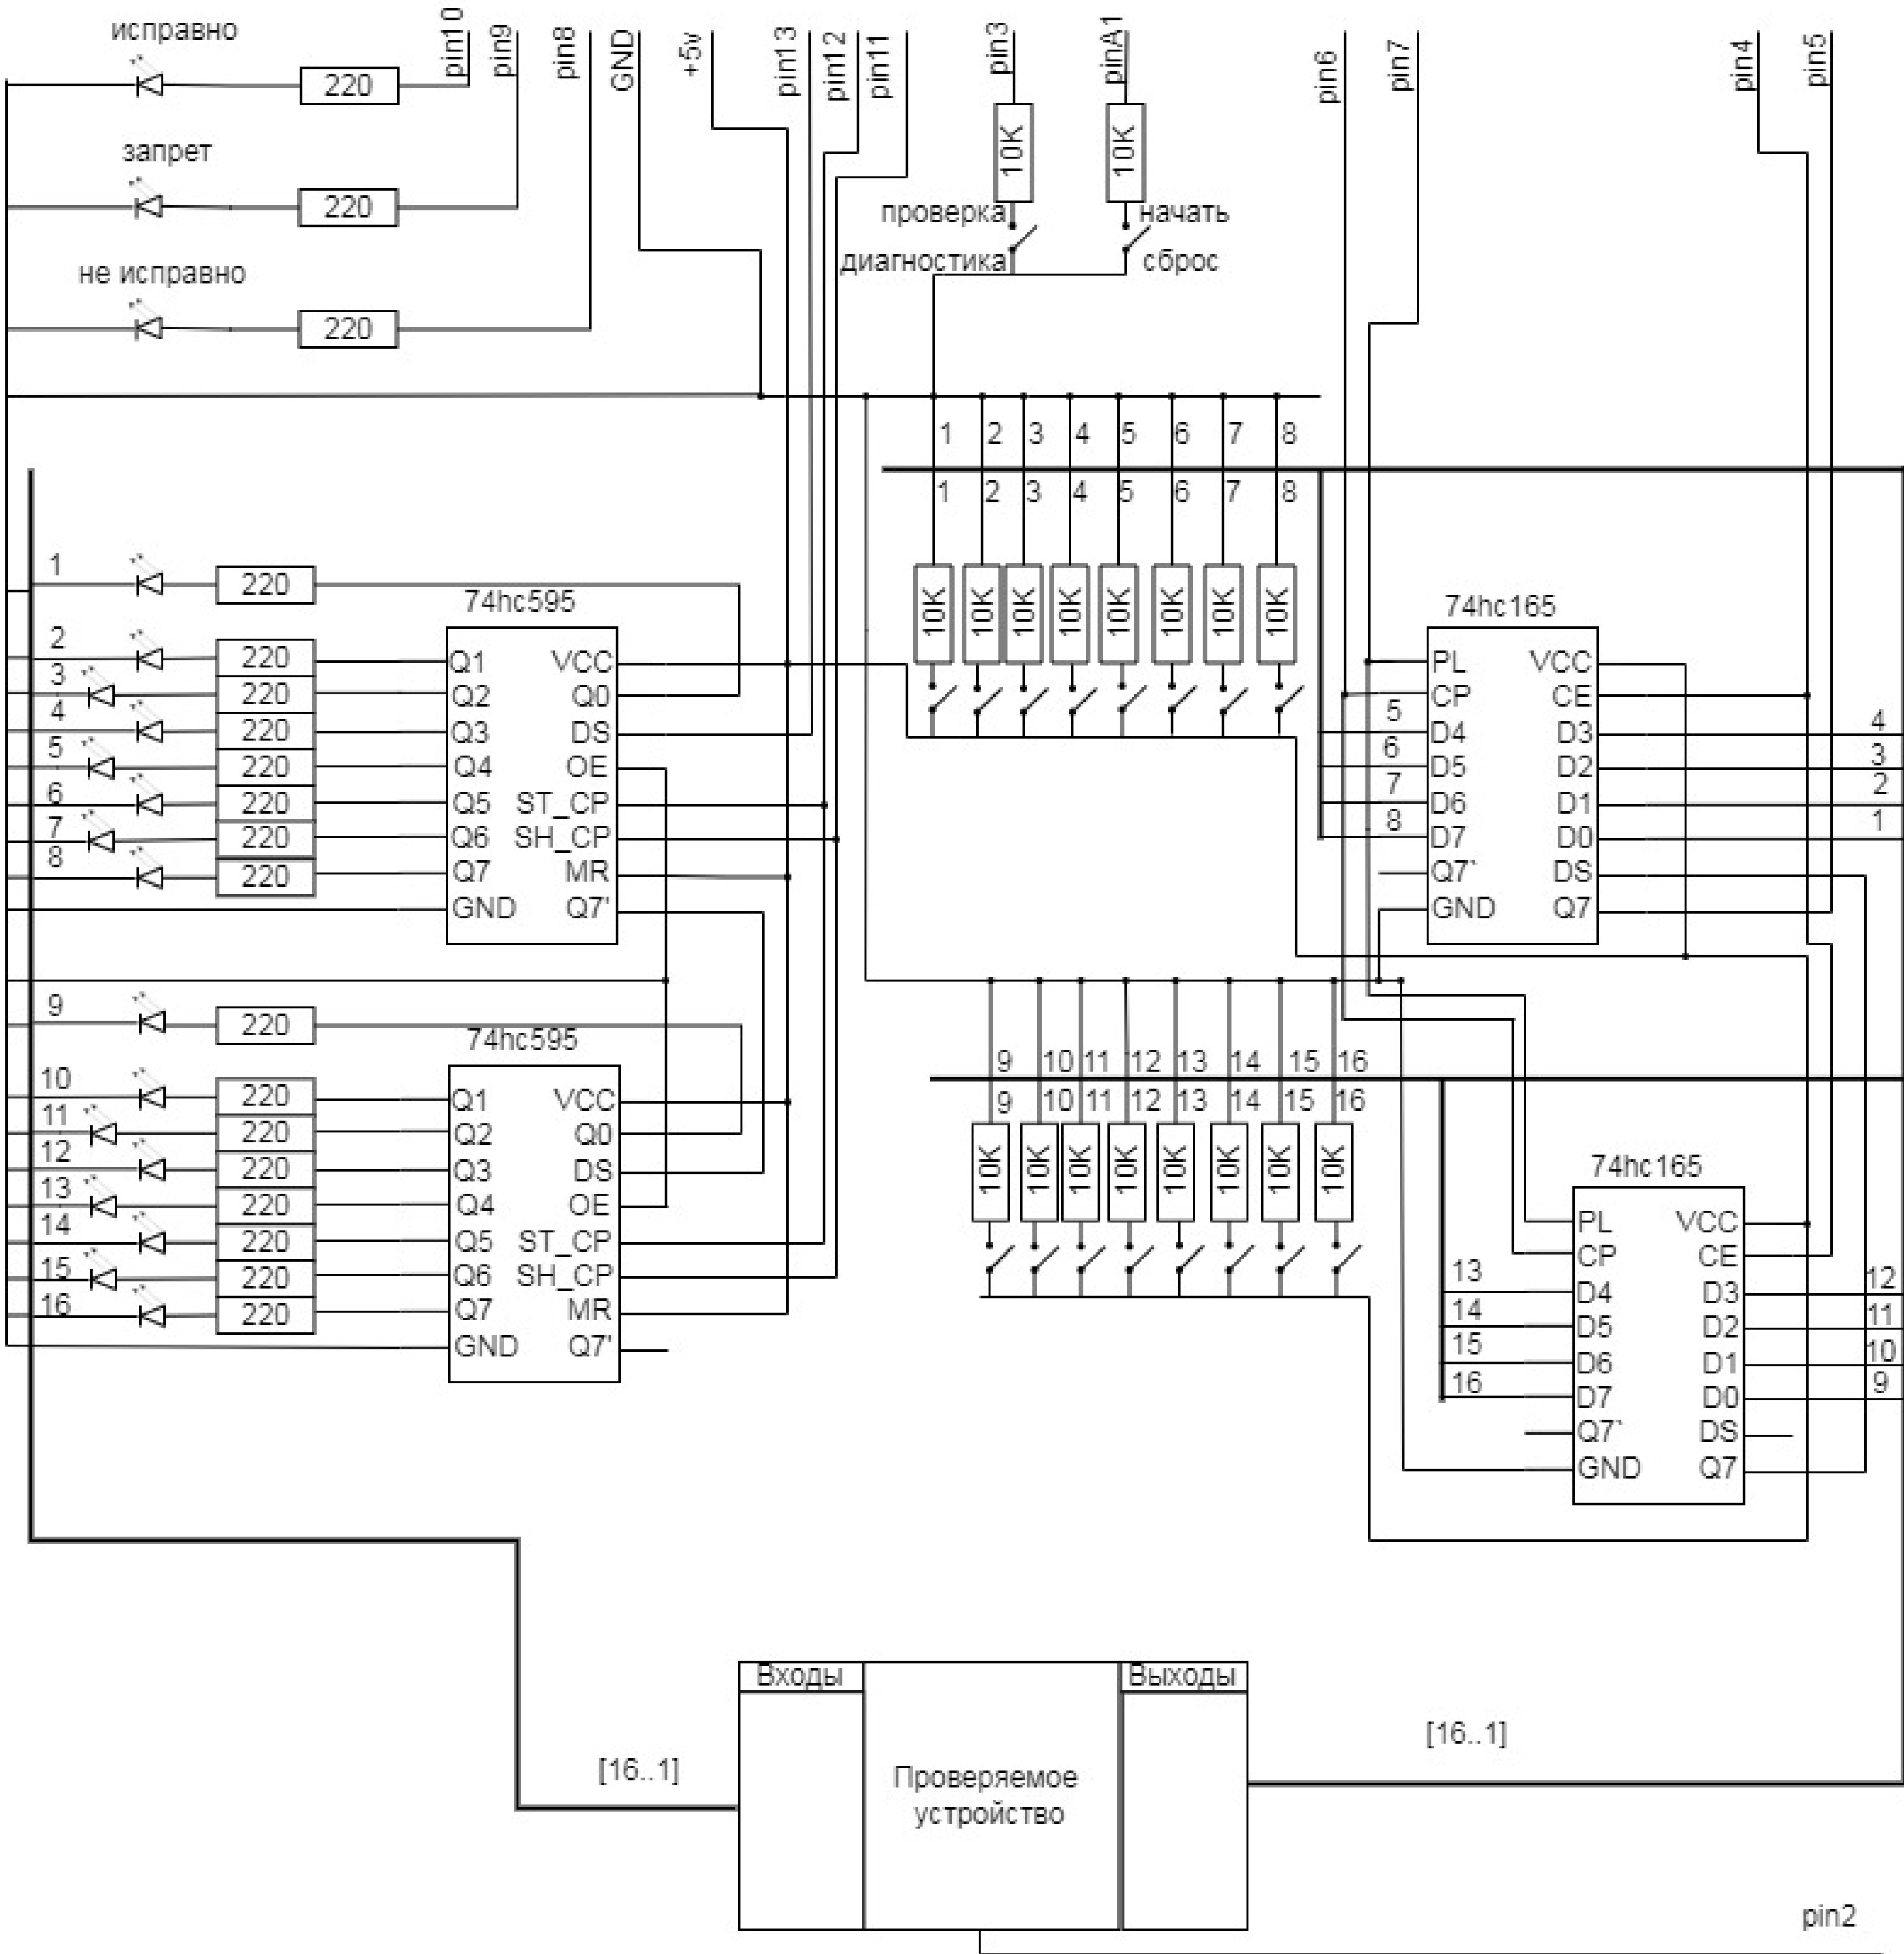 исправно
220
pin10
pin9
pin8
GND
+5v
pin13
pin12
pin11
pin3
pinA1
pin6
pin7
pin4
pin5
10K
10K
запрет
220
проверка
начать
диагностика
сброс
не исправно
220
1 2 3 4 5 6 7 8
1 2 3 4 5 6 7 8
10K 10K 10K 10K 10K 10K 10K 10K
1
220
74hc595
2
220
Q1 VCC
3
220
Q2 Q0
4
220
Q3 DS
5
220
Q4 OE
6
220
Q5 ST_CP
7
220
Q6 SH_CP
8
220
Q7 MR
GND Q7'
74hc165
PL VCC
CP CE
5
D4 D3
4
6
D5 D2
3
7
D6 D1
2
8
D7 D0
1
Q7` DS
GND Q7
9
220
74hc595
10
220
Q1 VCC
11
220
Q2 Q0
12
220
Q3 DS
13
220
Q4 OE
14
220
Q5 ST_CP
15
220
Q6 SH_CP
16
220
Q7 MR
GND Q7'
9 10 11 12 13 14 15 16
9 10 11 12 13 14 15 16
10K 10K 10K 10K 10K 10K 10K 10K
74hc165
PL VCC
CP CE
13
D4 D3
12
14
D5 D2
11
15
D6 D1
10
16
D7 D0
9
Q7` DS
GND Q7
Входы
Выходы
[16..1]
[16..1]
Проверяемое
устройство
pin2